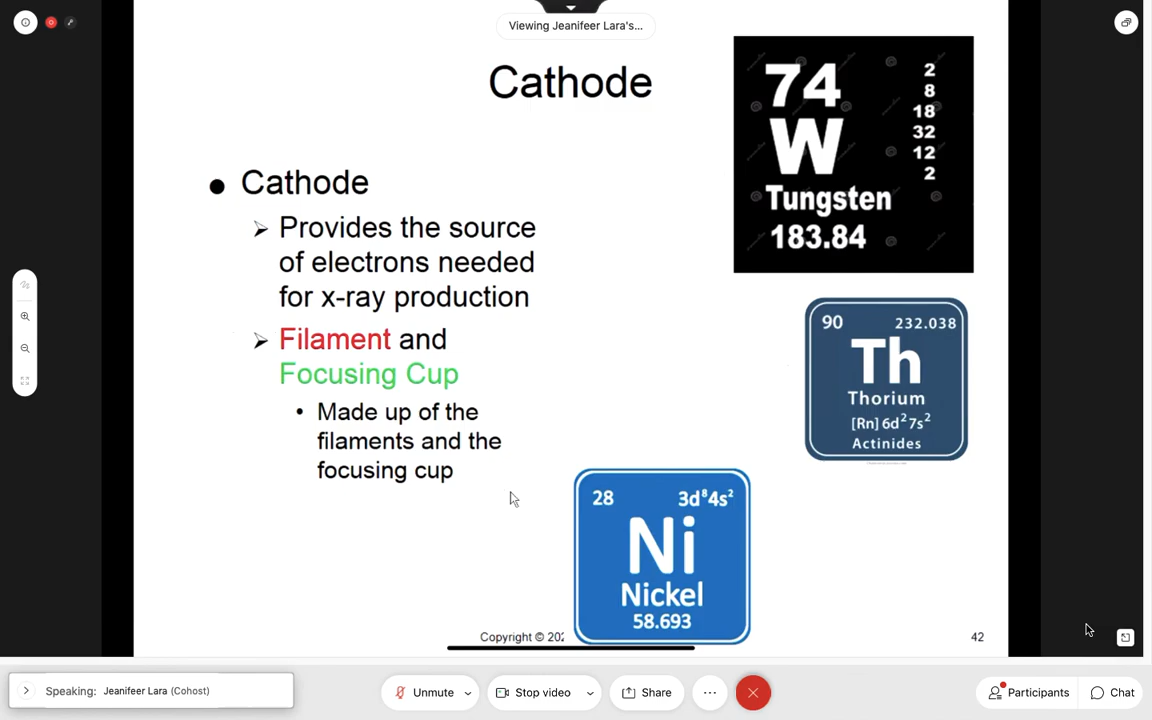 Viewing Jeanifeer Lara's...
Cathode
● Cathode
➢ Provides the source
of electrons needed
for x-ray production
➢ Filament and
Focusing Cup
• Made up of the
filaments and the
focusing cup
74
W
Tungsten
183.84
2
8
18
32
12
2
90 232.038
Th
Thorium
[Rn] 6d²7s²
Actinides
28 3d⁸4s²
Ni
Nickel
58.693
Copyright © 202
42
Speaking: Jeanifeer Lara (Cohost)
Unmute
Stop video
Share
Participants
Chat